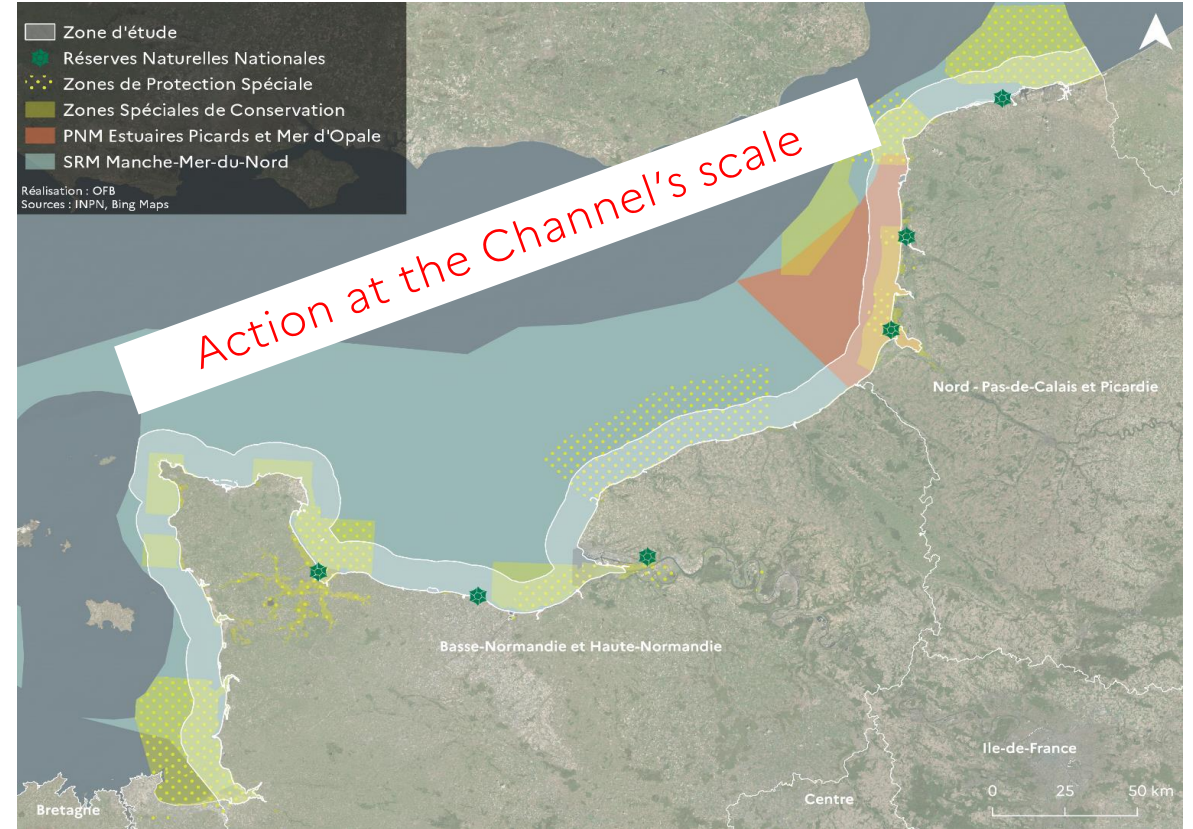 Zone d'étude
Réserves Naturelles Nationales
Zones de Protection Spéciale
Zones Spéciales de Conservation
PNM Estuaires Picards et Mer d'Opale
SRM Manche-Mer-du-Nord
Réalisation : OFB
Sources : INPN, Bing Maps
Action at the Channel's scale
Nord - Pas-de-Calais et Picardie
Basse-Normandie et Haute-Normandie
Ile-de-France
Centre
Bretagne
0 25 50 km